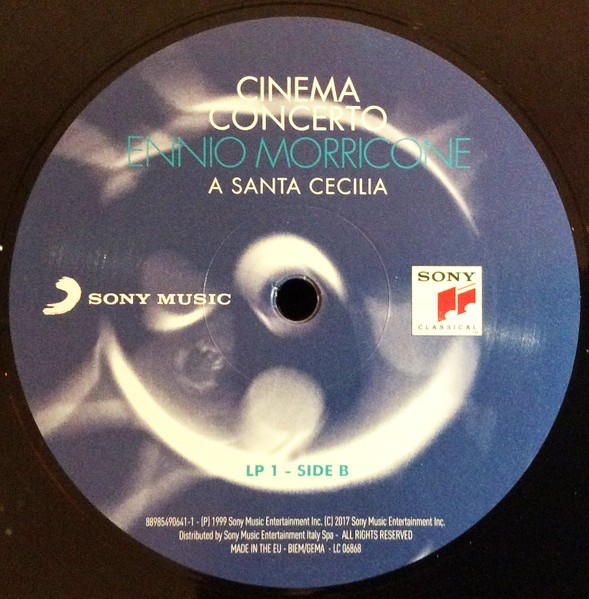 CINEMA
CONCERTO
ENNIO MORRICONE
A SANTA CECILIA
SONY MUSIC
SONY
CLASSICAL
LP 1 - SIDE B
88985490641-1 - (P) 1999 Sony Music Entertainment Inc. (C) 2017 Sony Music Entertainment Inc.
Distributed by Sony Music Entertainment Italy Spa - ALL RIGHTS RESERVED
MADE IN THE EU - BIEM/GEMA - LC 06868